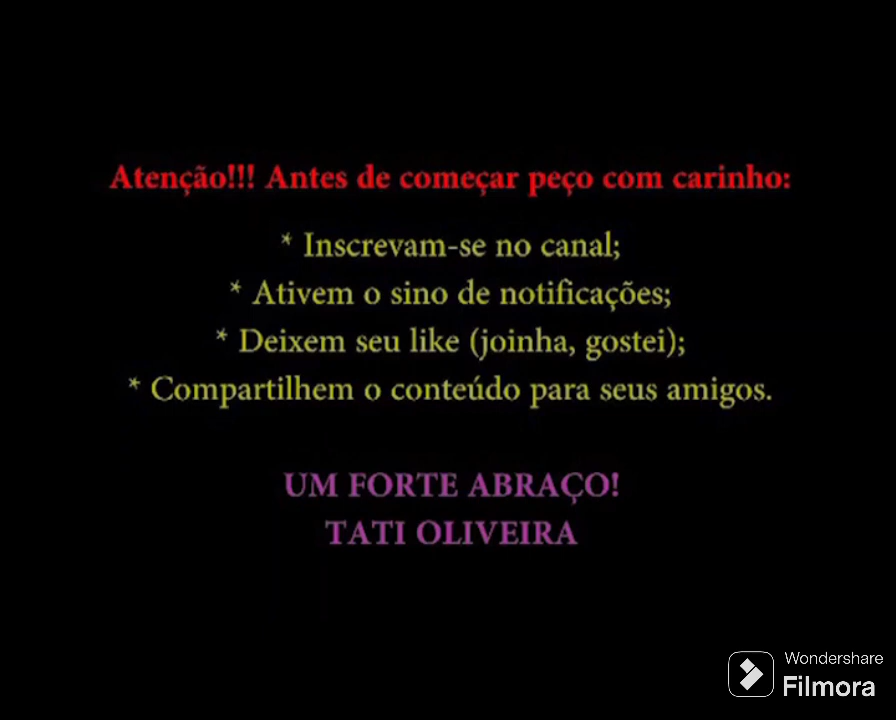 Atenção!!! Antes de começar peço com carinho:
* Inscrevam-se no canal;
* Ativem o sino de notificações;
* Deixem seu like (joinha, gostei);
* Compartilhem o conteúdo para seus amigos.
UM FORTE ABRAÇO!
TATI OLIVEIRA
Wondershare
Filmora